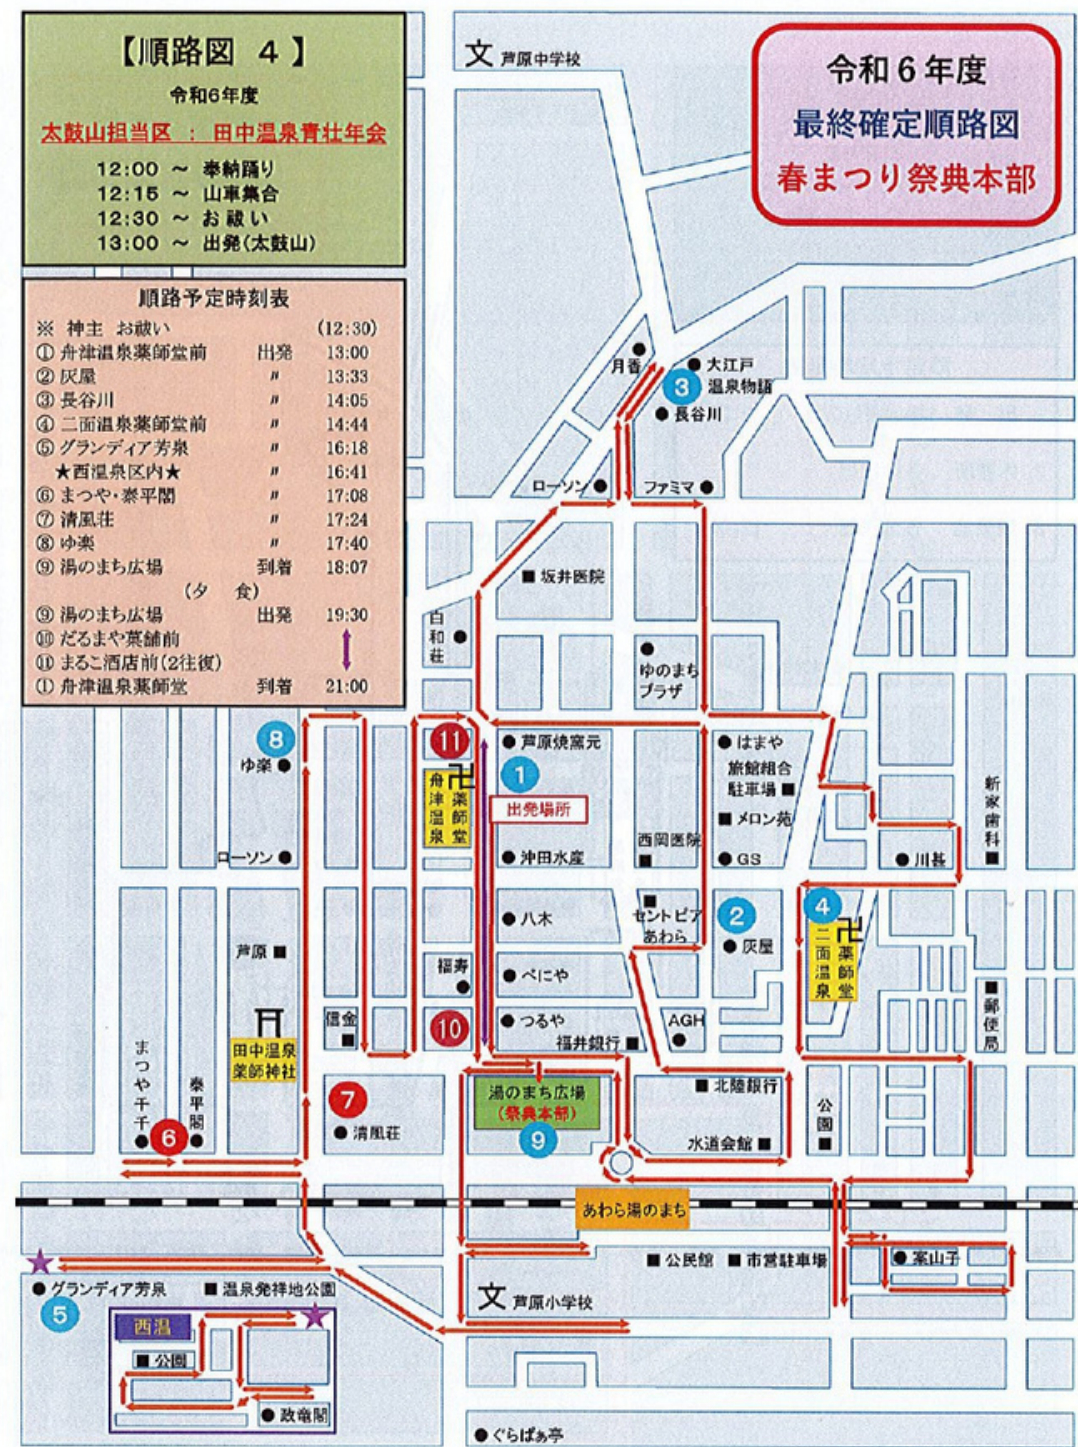 【順路図 4】
令和6年度
太鼓山担当区 : 田中温泉青壮年会
12:00 ~ 奉納踊り
12:15 ~ 山車集合
12:30 ~ お祓い
13:00 ~ 出発(太鼓山)
令和6年度
最終確定順路図
春まつり祭典本部
順路予定時刻表
※ 神主 お祓い (12:30)
① 舟津温泉薬師堂前 出発 13:00
② 灰屋 〃 13:33
③ 長谷川 〃 14:05
④ 二面温泉薬師堂前 〃 14:44
⑤ グランディア芳泉 〃 16:18
★西温泉区内★ 〃 16:41
⑥ まつや・泰平閣 〃 17:08
⑦ 清風荘 〃 17:24
⑧ ゆ楽 〃 17:40
⑨ 湯のまち広場 到着 18:07
(夕 食)
⑨ 湯のまち広場 出発 19:30
⑩ だるまや菓舗前
⑪ まるこ酒店前(2往復)
① 舟津温泉薬師堂 到着 21:00
文 芦原中学校
月香
大江戸
温泉物語
3
長谷川
ローソン
ファミマ
坂井医院
白和荘
ゆのまち
プラザ
8
ゆ楽
11
芦原焼窯元
はまや
1
旅館組合
駐車場
舟津温泉
卍薬師堂
出発場所
メロン苑
新家歯科
西岡医院
ローソン
沖田水産
GS
川甚
セントピア
あわら
2
4
八木
灰屋
二面温泉
卍薬師堂
芦原
福寿
べにや
郵便局
信金
10
つるや
福井銀行
AGH
田中温泉
薬師神社
まつや千千
泰平閣
7
湯のまち広場
(祭典本部)
北陸銀行
公園
6
清風荘
9
水道会館
あわら湯のまち
公民館
市営駐車場
案山子
グランディア芳泉
温泉発祥地公園
5
文 芦原小学校
西温
公園
政竜閣
ぐらばぁ亭